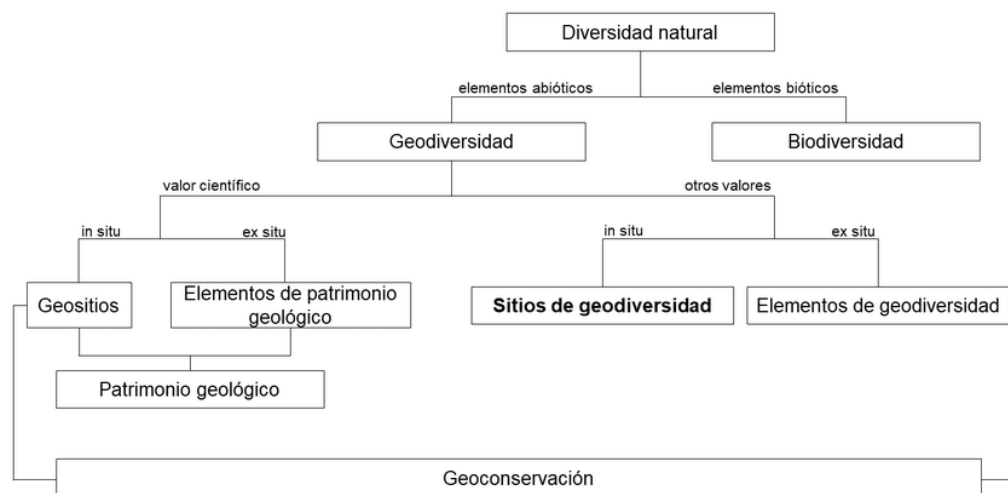 Diversidad natural
elementos abióticos
elementos bióticos
Geodiversidad
Biodiversidad
valor científico
otros valores
in situ
ex situ
in situ
ex situ
Geositios
Elementos de patrimonio
geológico
Sitios de geodiversidad
Elementos de geodiversidad
Patrimonio geológico
Geoconservación